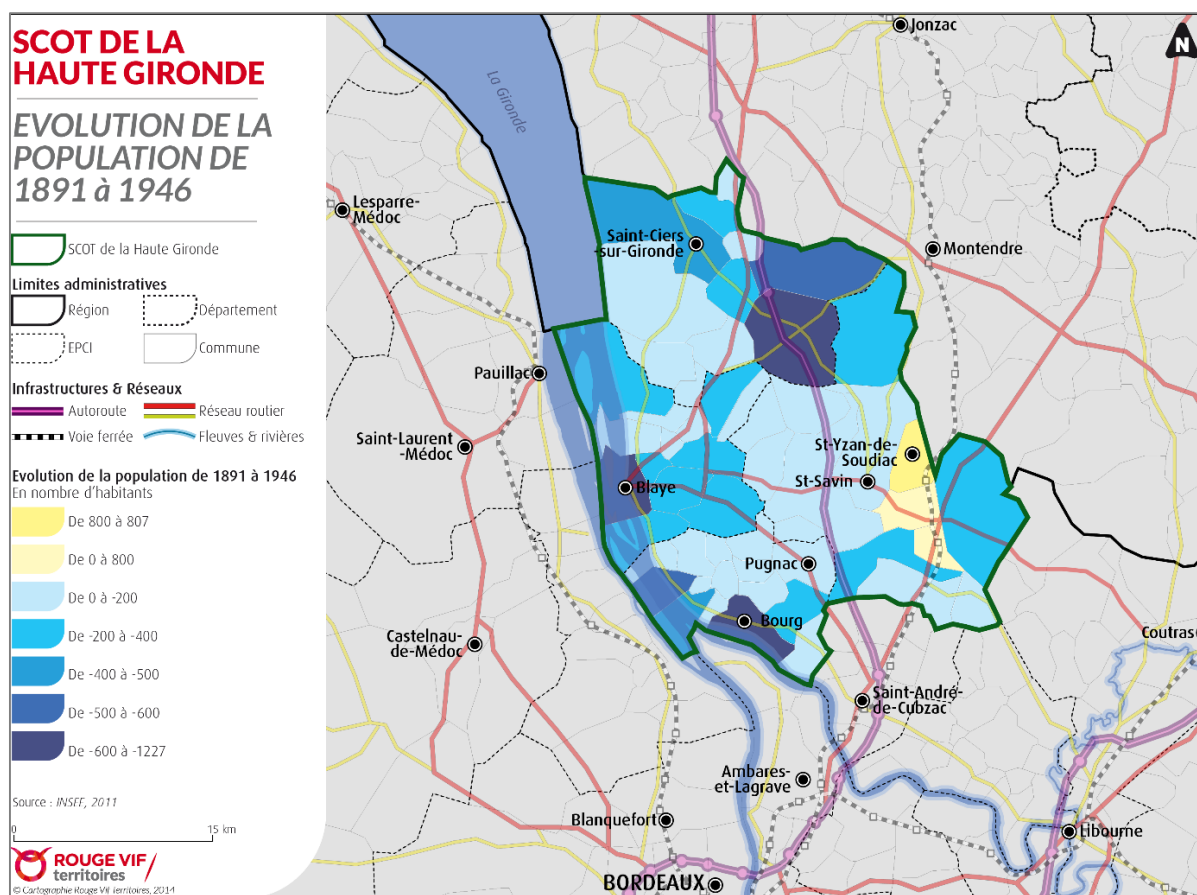 SCOT DE LA
HAUTE GIRONDE
EVOLUTION DE LA
POPULATION DE
1891 à 1946
SCOT de la Haute Gironde
Limites administratives
Région
Département
EPCI
Commune
Infrastructures & Réseaux
Autoroute
Réseau routier
Voie ferrée
Fleuves & rivières
Evolution de la population de 1891 à 1946
En nombre d'habitants
De 800 à 807
De 0 à 800
De 0 à -200
De -200 à -400
De -400 à -500
De -500 à -600
De -600 à -1227
Source : INSEE, 2011
0
15 km
ROUGE VIF
territoires
© Cartographie Rouge Vif Territoires, 2014
N
Jonzac
La Gironde
Lesparre-
Médoc
Saint-Ciers
-sur-Gironde
Montendre
Pauillac
Saint-Laurent
-Médoc
St-Yzan-de-
Soudiac
St-Savin
Blaye
Pugnac
Bourg
Castelnau-
de-Médoc
Coutras
Saint-André-
de-Cubzac
Ambares-
et-Lagrave
Blanquefort
Libourne
BORDEAUX